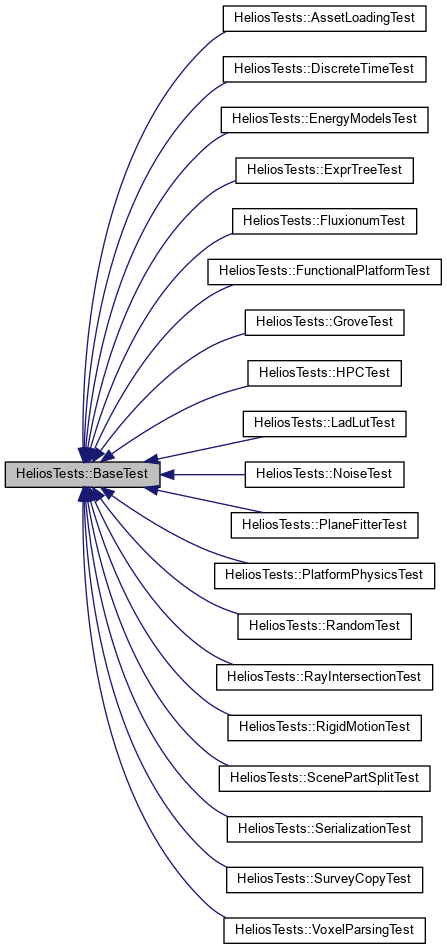 HeliosTests::AssetLoadingTest
HeliosTests::DiscreteTimeTest
HeliosTests::EnergyModelsTest
HeliosTests::ExprTreeTest
HeliosTests::FluxionumTest
HeliosTests::FunctionalPlatformTest
HeliosTests::GroveTest
HeliosTests::HPCTest
HeliosTests::LadLutTest
HeliosTests::BaseTest
HeliosTests::NoiseTest
HeliosTests::PlaneFitterTest
HeliosTests::PlatformPhysicsTest
HeliosTests::RandomTest
HeliosTests::RayIntersectionTest
HeliosTests::RigidMotionTest
HeliosTests::ScenePartSplitTest
HeliosTests::SerializationTest
HeliosTests::SurveyCopyTest
HeliosTests::VoxelParsingTest